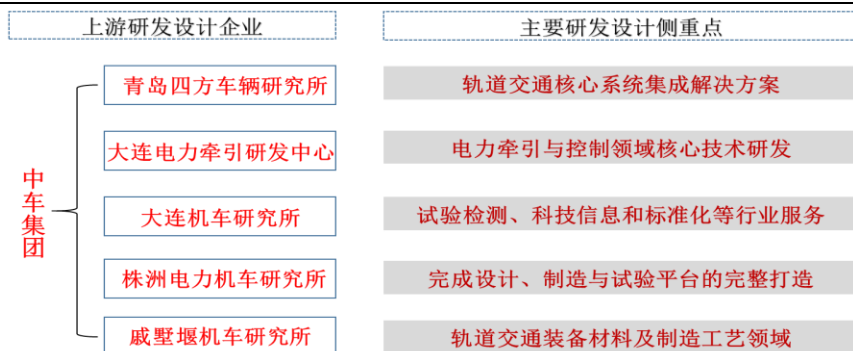 上游研发设计企业
主要研发设计侧重点
中车集团
青岛四方车辆研究所
轨道交通核心系统集成解决方案
大连电力牵引研发中心
电力牵引与控制领域核心技术研发
大连机车研究所
试验检测、科技信息和标准化等行业服务
株洲电力机车研究所
完成设计、制造与试验平台的完整打造
戚墅堰机车研究所
轨道交通装备材料及制造工艺领域